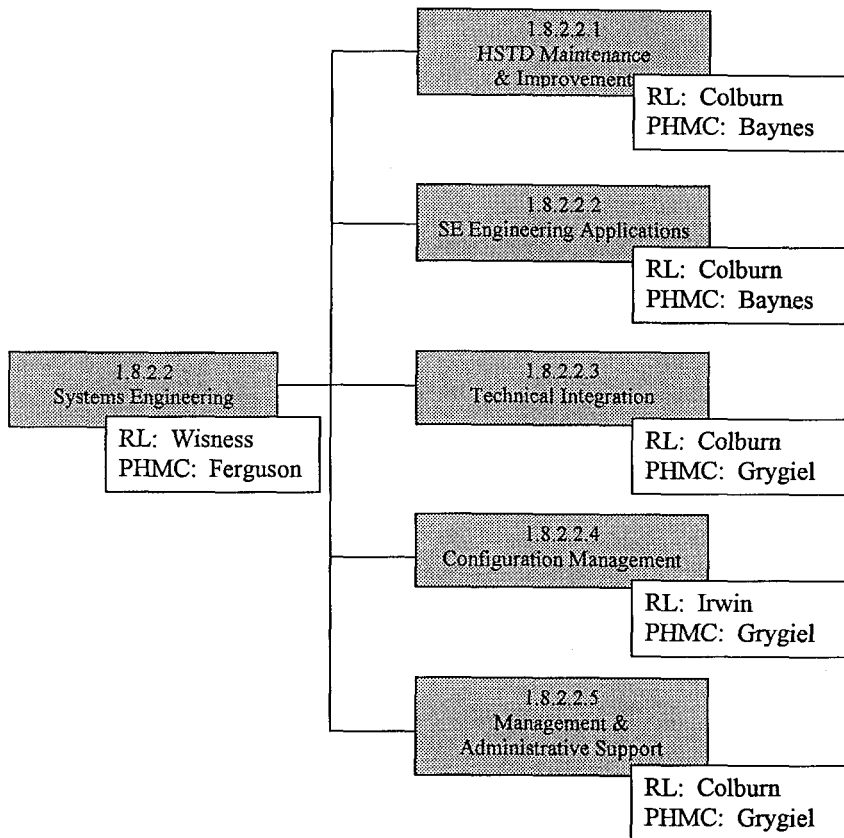 1.8.2.2.1
HSTD Maintenance
& Improvement
RL: Colburn
PHMC: Baynes
1.8.2.2.2
SE Engineering Applications
RL: Colburn
PHMC: Baynes
1.8.2.2
Systems Engineering
RL: Wisness
PHMC: Ferguson
1.8.2.2.3
Technical Integration
RL: Colburn
PHMC: Grygiel
1.8.2.2.4
Configuration Management
RL: Irwin
PHMC: Grygiel
1.8.2.2.5
Management &
Administrative Support
RL: Colburn
PHMC: Grygiel